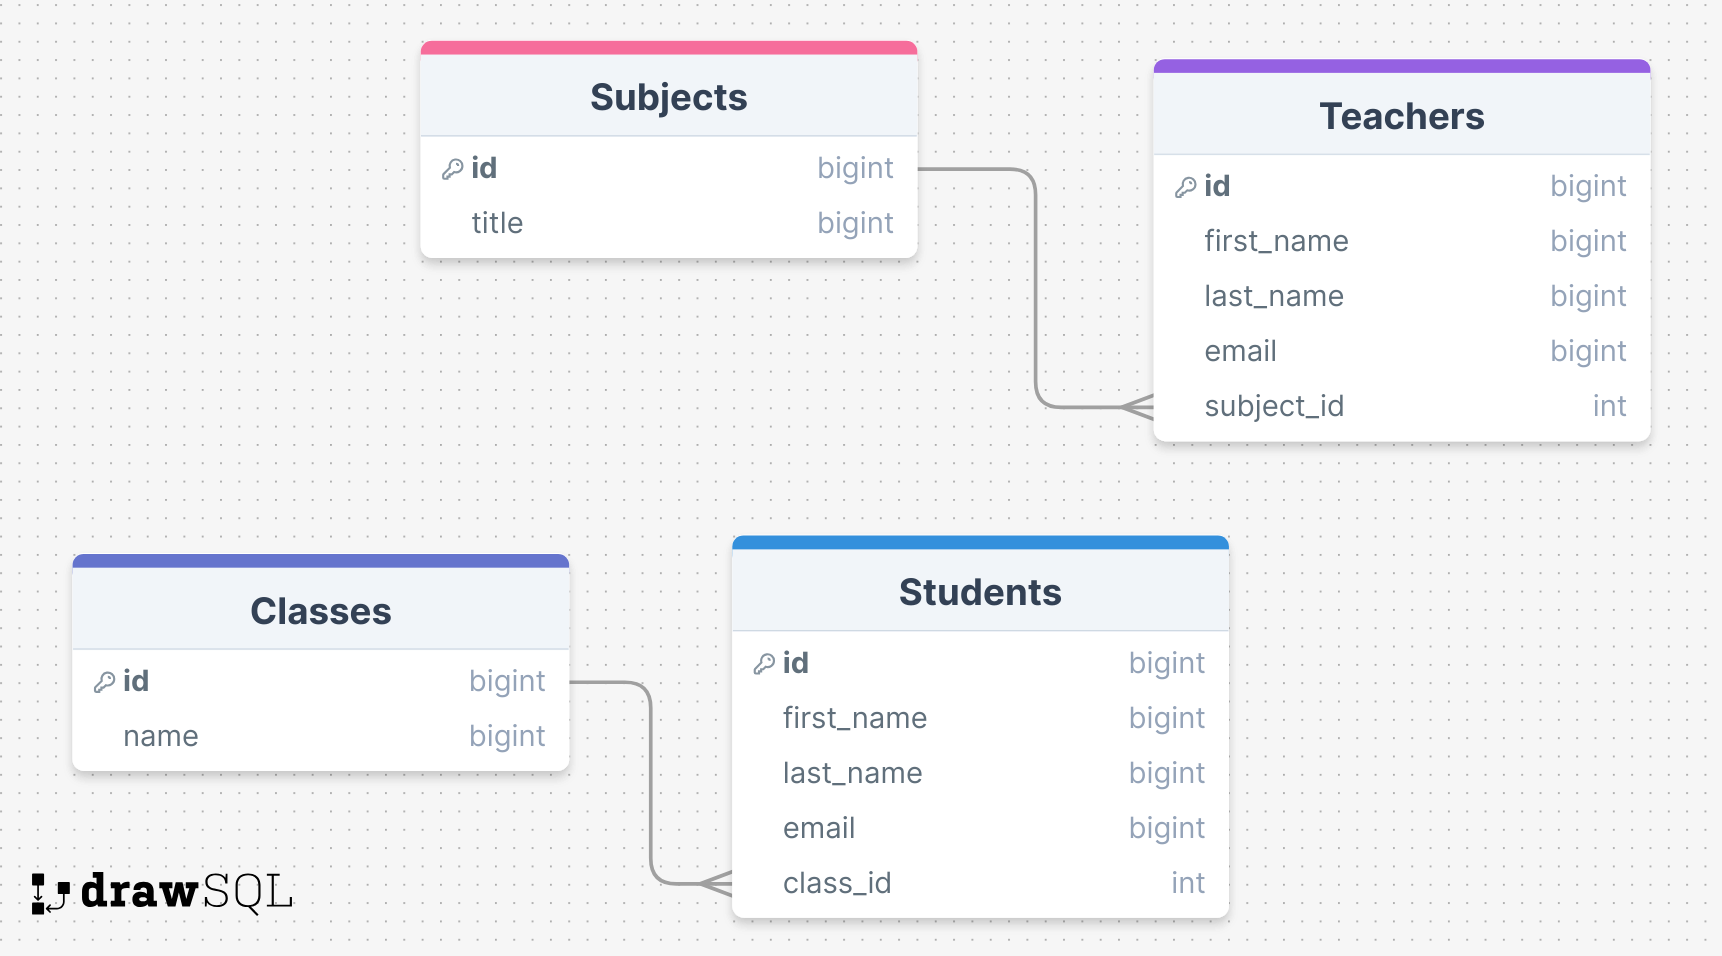 Subjects
id bigint
title bigint
Teachers
id bigint
first_name bigint
last_name bigint
email bigint
subject_id int
Classes
id bigint
name bigint
Students
id bigint
first_name bigint
last_name bigint
email bigint
class_id int
drawSQL